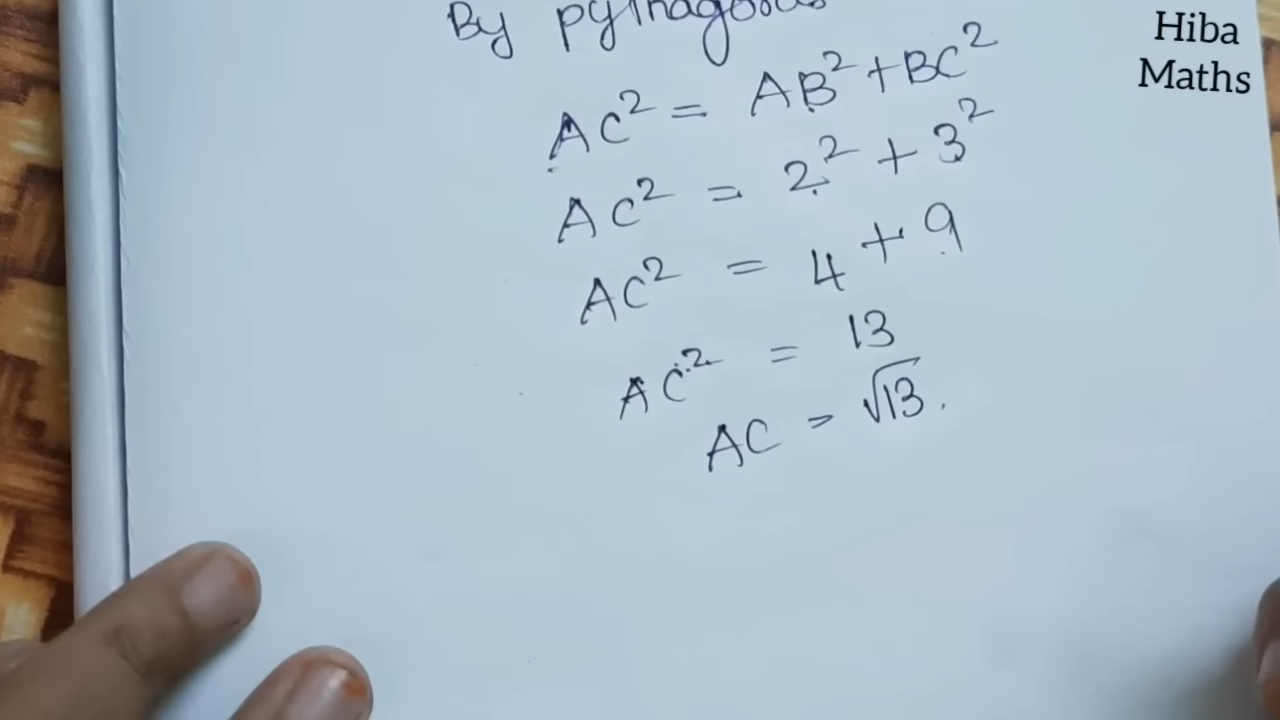 By pythagoras
AC² = AB² + BC²
AC² = 2² + 3²
AC² = 4 + 9
AC² = 13
AC = √13.
Hiba
Maths